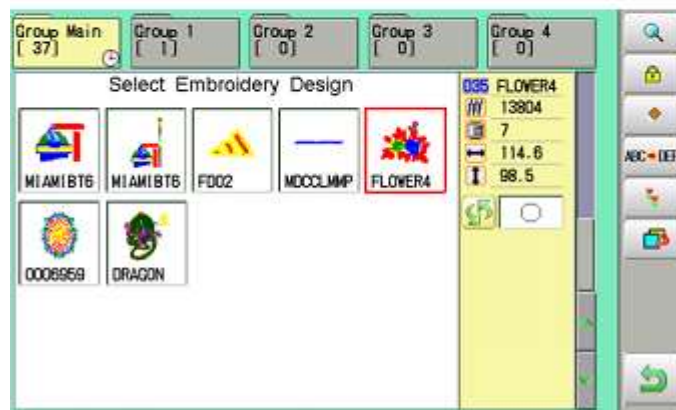 Group Main
[ 37]
Group 1
[ 1]
Group 2
[ 0]
Group 3
[ 0]
Group 4
[ 0]
Select Embroidery Design
035 FLOWER4
13804
7
114.6
98.5
MIAMIBT6
MIAMIBT6
FD02
MDCCLMMP
FLOWER4
0006959
DRAGON
ABC DEF